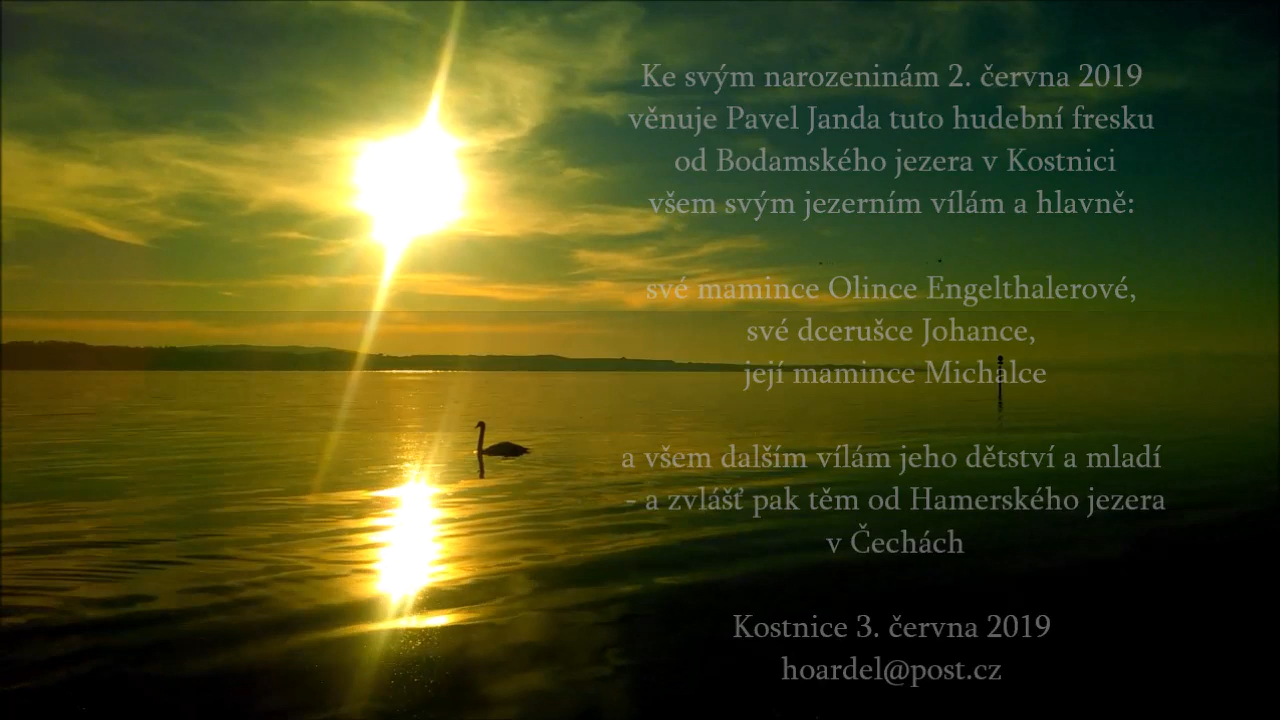 Ke svým narozeninám 2. června 2019
věnuje Pavel Janda tuto hudební fresku
od Bodamského jezera v Kostnici
všem svým jezerním vílám a hlavně:
své mamince Olince Engelthalerové,
své dcerušce Johance,
její mamince Michalce
a všem dalším vílám jeho dětství a mladí
- a zvlášť pak těm od Hamerského jezera
v Čechách
Kostnice 3. června 2019
hoardel@post.cz